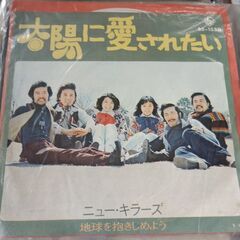 太陽に愛されたい
ニュー・キラーズ
地球を抱きしめよう